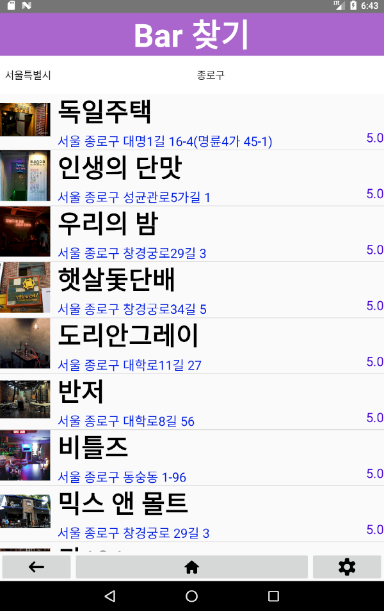 6:43
Bar 찾기
서울특별시 종로구
독일주택
서울 종로구 대명1길 16-4(명륜4가 45-1) 5.0
인생의 단맛
서울 종로구 성균관로5가길 1 5.0
우리의 밤
서울 종로구 창경궁로29길 3 5.0
햇살돛단배
서울 종로구 창경궁로34길 5 5.0
도리안그레이
서울 종로구 대학로11길 27 5.0
반저
서울 종로구 대학로8길 56 5.0
비틀즈
서울 종로구 동숭동 1-96 5.0
믹스 앤 몰트
서울 종로구 창경궁로 29길 3 5.0